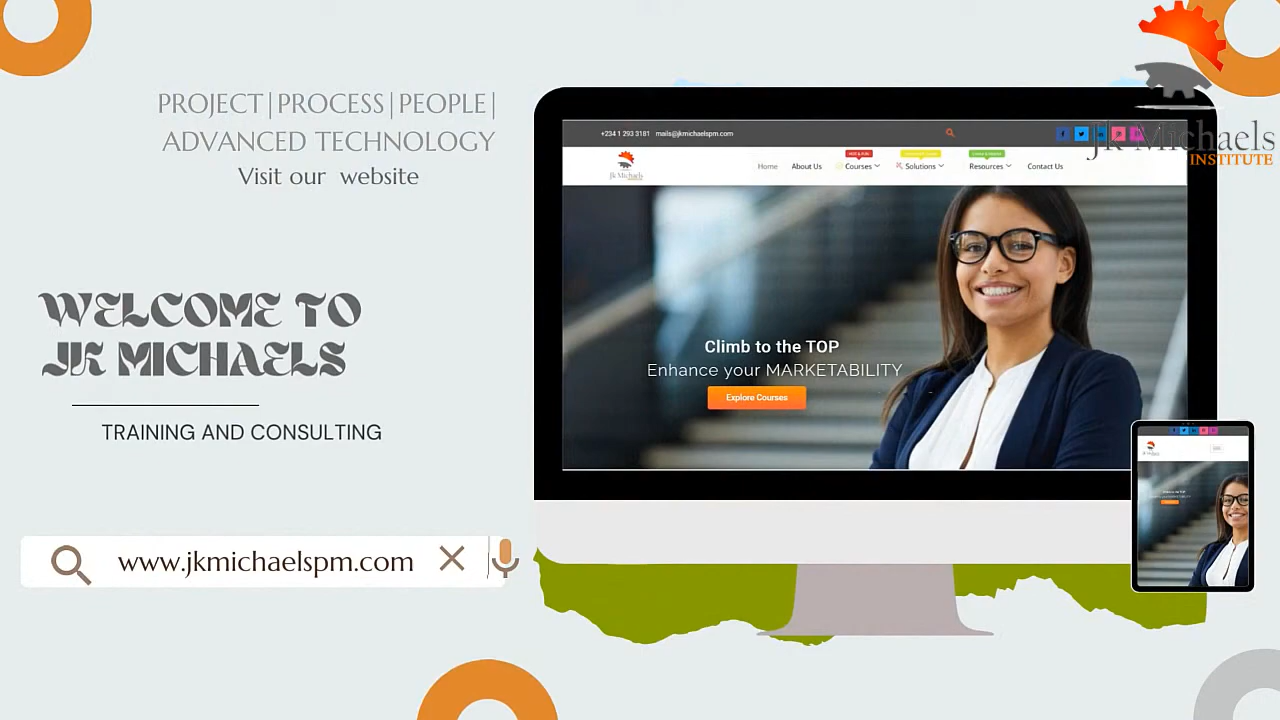 PROJECT|PROCESS|PEOPLE|
ADVANCED TECHNOLOGY
Visit our website
WELCOME TO
JK MICHAELS
TRAINING AND CONSULTING
www.jkmichaelspm.com
Jk Michaels
INSTITUTE
+234 1 293 3181 mails@jkmichaelspm.com
Jk Michaels
Home About Us Courses Solutions Resources Contact Us
Climb to the TOP
Enhance your MARKETABILITY
Explore Courses